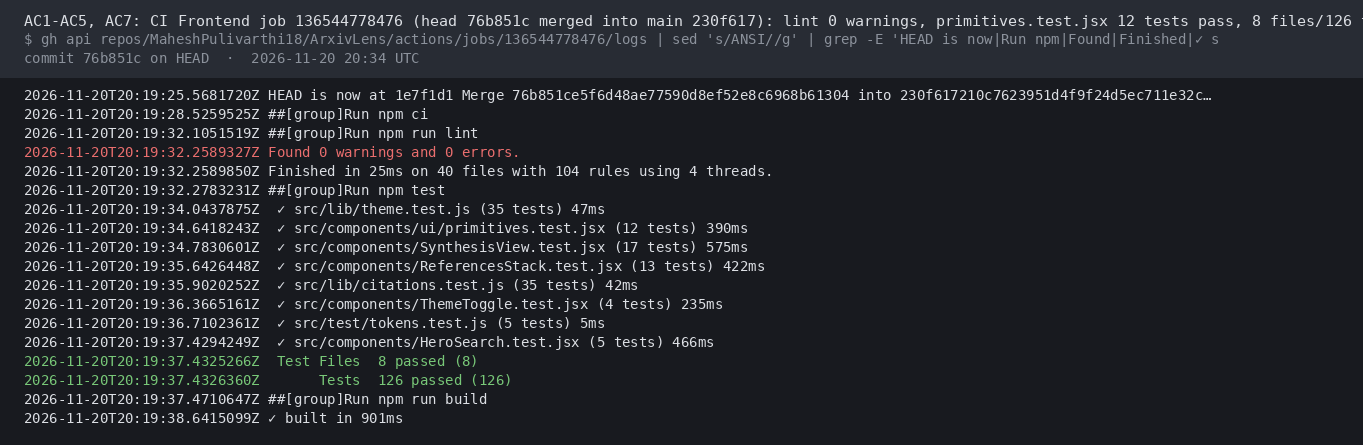 AC1-AC5, AC7: CI Frontend job 136544778476 (head 76b851c merged into main 230f617): lint 0 warnings, primitives.test.jsx 12 tests pass, 8 files/126
$ gh api repos/MaheshPulivarthi18/ArxivLens/actions/jobs/136544778476/logs | sed 's/ANSI//g' | grep -E 'HEAD is now|Run npm|Found|Finished|✓ s
commit 76b851c on HEAD · 2026-11-20 20:34 UTC
2026-11-20T20:19:25.5681720Z HEAD is now at 1e7f1d1 Merge 76b851ce5f6d48ae77590d8ef52e8c6968b61304 into 230f617210c7623951d4f9f24d5ec711e32c…
2026-11-20T20:19:28.5259525Z ##[group]Run npm ci
2026-11-20T20:19:32.1051519Z ##[group]Run npm run lint
2026-11-20T20:19:32.2589327Z Found 0 warnings and 0 errors.
2026-11-20T20:19:32.2589850Z Finished in 25ms on 40 files with 104 rules using 4 threads.
2026-11-20T20:19:32.2783231Z ##[group]Run npm test
2026-11-20T20:19:34.0437875Z  ✓ src/lib/theme.test.js (35 tests) 47ms
2026-11-20T20:19:34.6418243Z  ✓ src/components/ui/primitives.test.jsx (12 tests) 390ms
2026-11-20T20:19:34.7830601Z  ✓ src/components/SynthesisView.test.jsx (17 tests) 575ms
2026-11-20T20:19:35.6426448Z  ✓ src/components/ReferencesStack.test.jsx (13 tests) 422ms
2026-11-20T20:19:35.9020252Z  ✓ src/lib/citations.test.js (35 tests) 42ms
2026-11-20T20:19:36.3665161Z  ✓ src/components/ThemeToggle.test.jsx (4 tests) 235ms
2026-11-20T20:19:36.7102361Z  ✓ src/test/tokens.test.js (5 tests) 5ms
2026-11-20T20:19:37.4294249Z  ✓ src/components/HeroSearch.test.jsx (5 tests) 466ms
2026-11-20T20:19:37.4325266Z  Test Files  8 passed (8)
2026-11-20T20:19:37.4326360Z       Tests  126 passed (126)
2026-11-20T20:19:37.4710647Z ##[group]Run npm run build
2026-11-20T20:19:38.6415099Z ✓ built in 901ms